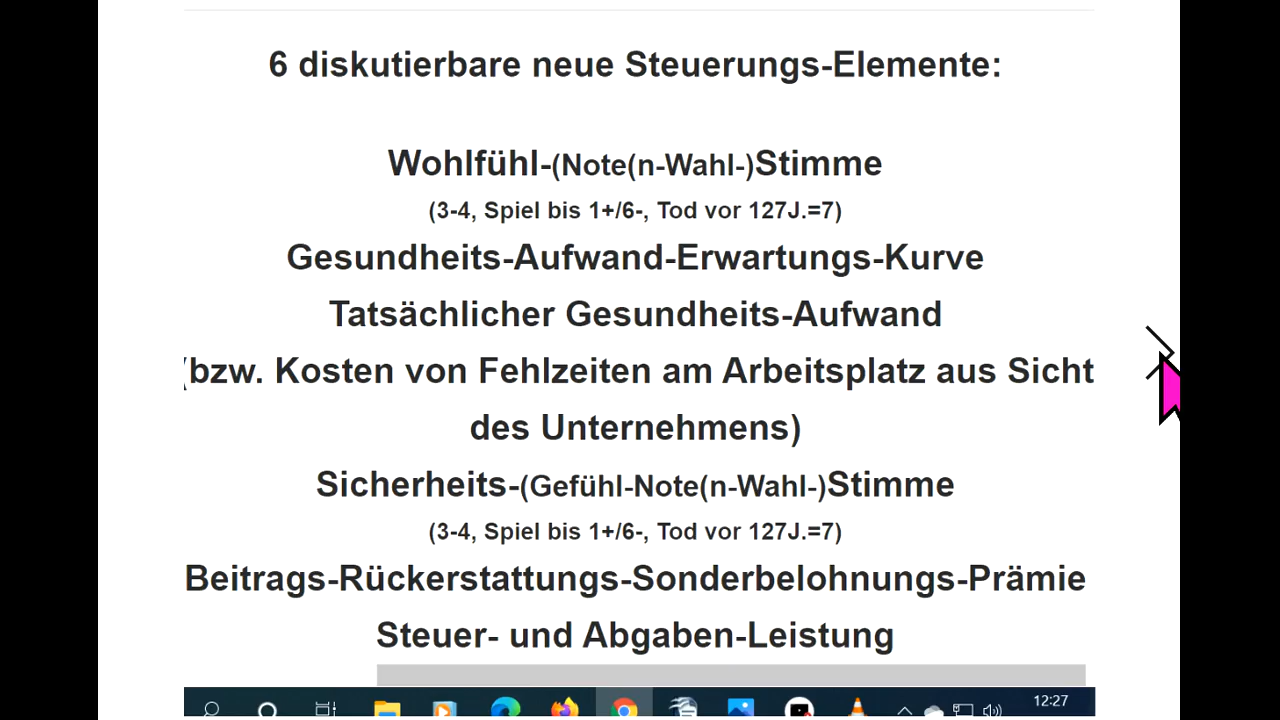 6 diskutierbare neue Steuerungs-Elemente:
Wohlfühl-(Note(n-Wahl-)Stimme
(3-4, Spiel bis 1+/6-, Tod vor 127J.=7)
Gesundheits-Aufwand-Erwartungs-Kurve
Tatsächlicher Gesundheits-Aufwand
(bzw. Kosten von Fehlzeiten am Arbeitsplatz aus Sicht
des Unternehmens)
Sicherheits-(Gefühl-Note(n-Wahl-)Stimme
(3-4, Spiel bis 1+/6-, Tod vor 127J.=7)
Beitrags-Rückerstattungs-Sonderbelohnungs-Prämie
Steuer- und Abgaben-Leistung
12:27